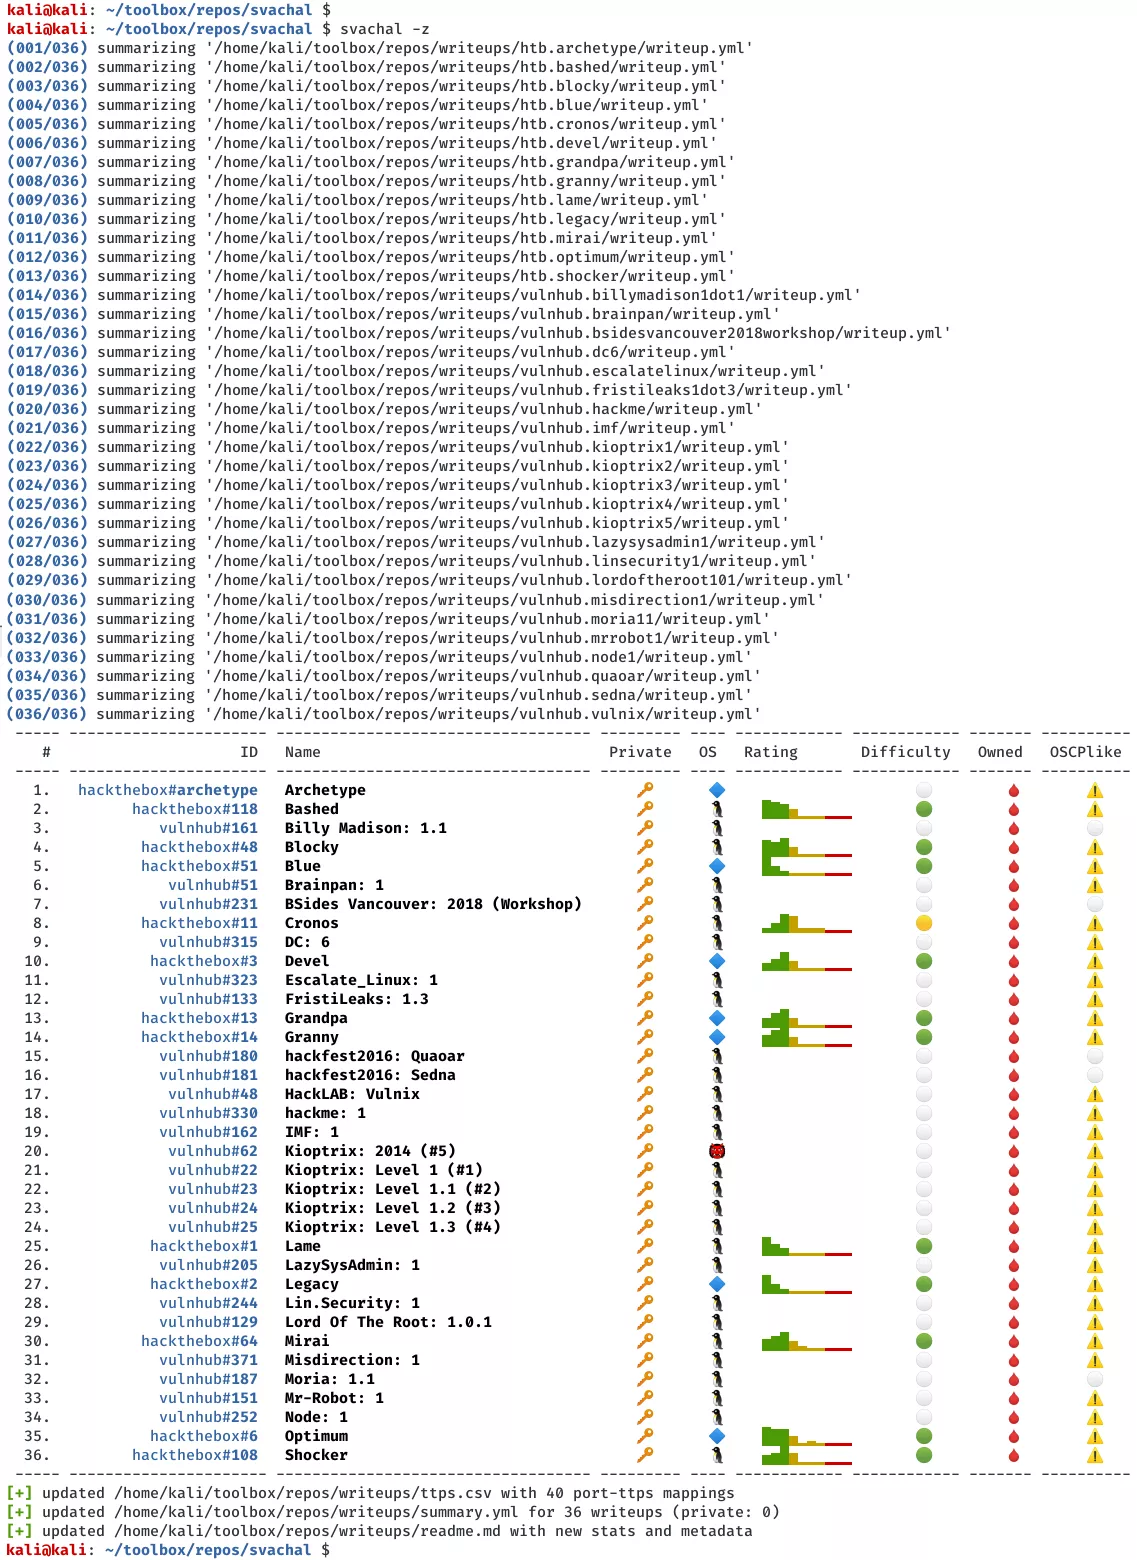 kali@kali: ~/toolbox/repos/svachal $
kali@kali: ~/toolbox/repos/svachal $ svachal -z
(001/036) summarizing '/home/kali/toolbox/repos/writeups/htb.archetype/writeup.yml'
(002/036) summarizing '/home/kali/toolbox/repos/writeups/htb.bashed/writeup.yml'
(003/036) summarizing '/home/kali/toolbox/repos/writeups/htb.blocky/writeup.yml'
(004/036) summarizing '/home/kali/toolbox/repos/writeups/htb.blue/writeup.yml'
(005/036) summarizing '/home/kali/toolbox/repos/writeups/htb.cronos/writeup.yml'
(006/036) summarizing '/home/kali/toolbox/repos/writeups/htb.devel/writeup.yml'
(007/036) summarizing '/home/kali/toolbox/repos/writeups/htb.grandpa/writeup.yml'
(008/036) summarizing '/home/kali/toolbox/repos/writeups/htb.granny/writeup.yml'
(009/036) summarizing '/home/kali/toolbox/repos/writeups/htb.lame/writeup.yml'
(010/036) summarizing '/home/kali/toolbox/repos/writeups/htb.legacy/writeup.yml'
(011/036) summarizing '/home/kali/toolbox/repos/writeups/htb.mirai/writeup.yml'
(012/036) summarizing '/home/kali/toolbox/repos/writeups/htb.optimum/writeup.yml'
(013/036) summarizing '/home/kali/toolbox/repos/writeups/htb.shocker/writeup.yml'
(014/036) summarizing '/home/kali/toolbox/repos/writeups/vulnhub.billymadison1dot1/writeup.yml'
(015/036) summarizing '/home/kali/toolbox/repos/writeups/vulnhub.brainpan/writeup.yml'
(016/036) summarizing '/home/kali/toolbox/repos/writeups/vulnhub.bsidesvancouver2018workshop/writeup.yml'
(017/036) summarizing '/home/kali/toolbox/repos/writeups/vulnhub.dc6/writeup.yml'
(018/036) summarizing '/home/kali/toolbox/repos/writeups/vulnhub.escalatelinux/writeup.yml'
(019/036) summarizing '/home/kali/toolbox/repos/writeups/vulnhub.fristileaks1dot3/writeup.yml'
(020/036) summarizing '/home/kali/toolbox/repos/writeups/vulnhub.hackme/writeup.yml'
(021/036) summarizing '/home/kali/toolbox/repos/writeups/vulnhub.imf/writeup.yml'
(022/036) summarizing '/home/kali/toolbox/repos/writeups/vulnhub.kioptrix1/writeup.yml'
(023/036) summarizing '/home/kali/toolbox/repos/writeups/vulnhub.kioptrix2/writeup.yml'
(024/036) summarizing '/home/kali/toolbox/repos/writeups/vulnhub.kioptrix3/writeup.yml'
(025/036) summarizing '/home/kali/toolbox/repos/writeups/vulnhub.kioptrix4/writeup.yml'
(026/036) summarizing '/home/kali/toolbox/repos/writeups/vulnhub.kioptrix5/writeup.yml'
(027/036) summarizing '/home/kali/toolbox/repos/writeups/vulnhub.lazysysadmin1/writeup.yml'
(028/036) summarizing '/home/kali/toolbox/repos/writeups/vulnhub.linsecurity1/writeup.yml'
(029/036) summarizing '/home/kali/toolbox/repos/writeups/vulnhub.lordoftheroot101/writeup.yml'
(030/036) summarizing '/home/kali/toolbox/repos/writeups/vulnhub.misdirection1/writeup.yml'
(031/036) summarizing '/home/kali/toolbox/repos/writeups/vulnhub.moria11/writeup.yml'
(032/036) summarizing '/home/kali/toolbox/repos/writeups/vulnhub.mrrobot1/writeup.yml'
(033/036) summarizing '/home/kali/toolbox/repos/writeups/vulnhub.node1/writeup.yml'
(034/036) summarizing '/home/kali/toolbox/repos/writeups/vulnhub.quaoar/writeup.yml'
(035/036) summarizing '/home/kali/toolbox/repos/writeups/vulnhub.sedna/writeup.yml'
(036/036) summarizing '/home/kali/toolbox/repos/writeups/vulnhub.vulnix/writeup.yml'
# ID Name Private OS Rating Difficulty Owned OSCPlike
1. hackthebox#archetype Archetype
2. hackthebox#118 Bashed
3. vulnhub#161 Billy Madison: 1.1
4. hackthebox#48 Blocky
5. hackthebox#51 Blue
6. vulnhub#51 Brainpan: 1
7. vulnhub#231 BSides Vancouver: 2018 (Workshop)
8. hackthebox#11 Cronos
9. vulnhub#315 DC: 6
10. hackthebox#3 Devel
11. vulnhub#323 Escalate_Linux: 1
12. vulnhub#133 FristiLeaks: 1.3
13. hackthebox#13 Grandpa
14. hackthebox#14 Granny
15. vulnhub#180 hackfest2016: Quaoar
16. vulnhub#181 hackfest2016: Sedna
17. vulnhub#48 HackLAB: Vulnix
18. vulnhub#330 hackme: 1
19. vulnhub#162 IMF: 1
20. vulnhub#62 Kioptrix: 2014 (#5)
21. vulnhub#22 Kioptrix: Level 1 (#1)
22. vulnhub#23 Kioptrix: Level 1.1 (#2)
23. vulnhub#24 Kioptrix: Level 1.2 (#3)
24. vulnhub#25 Kioptrix: Level 1.3 (#4)
25. hackthebox#1 Lame
26. vulnhub#205 LazySysAdmin: 1
27. hackthebox#2 Legacy
28. vulnhub#244 Lin.Security: 1
29. vulnhub#129 Lord Of The Root: 1.0.1
30. hackthebox#64 Mirai
31. vulnhub#371 Misdirection: 1
32. vulnhub#187 Moria: 1.1
33. vulnhub#151 Mr-Robot: 1
34. vulnhub#252 Node: 1
35. hackthebox#6 Optimum
36. hackthebox#108 Shocker
[+] updated /home/kali/toolbox/repos/writeups/ttps.csv with 40 port-ttps mappings
[+] updated /home/kali/toolbox/repos/writeups/summary.yml for 36 writeups (private: 0)
[+] updated /home/kali/toolbox/repos/writeups/readme.md with new stats and metadata
kali@kali: ~/toolbox/repos/svachal $